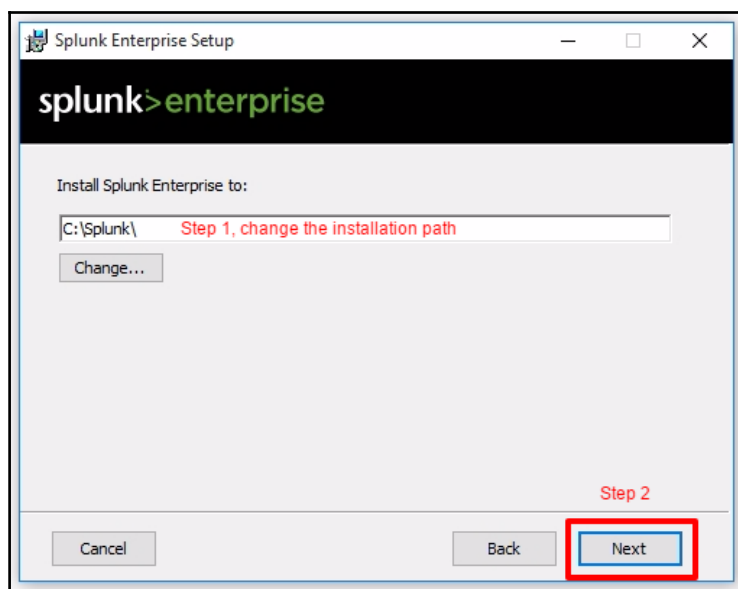 Splunk Enterprise Setup
splunk>enterprise
Install Splunk Enterprise to:
C:\Splunk\ Step 1, change the installation path
Change...
Step 2
Cancel Back Next